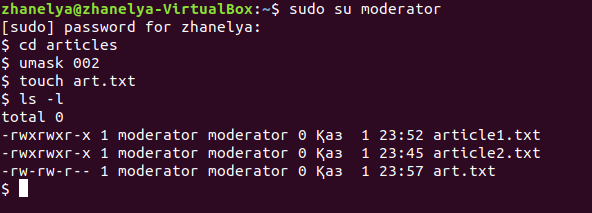 zhanelya@zhanelya-VirtualBox:~$ sudo su moderator
[sudo] password for zhanelya:
$ cd articles
$ umask 002
$ touch art.txt
$ ls -l
total 0
-rwxrwxr-x 1 moderator moderator 0 Қаз  1 23:52 article1.txt
-rwxrwxr-x 1 moderator moderator 0 Қаз  1 23:45 article2.txt
-rw-rw-r-- 1 moderator moderator 0 Қаз  1 23:57 art.txt
$